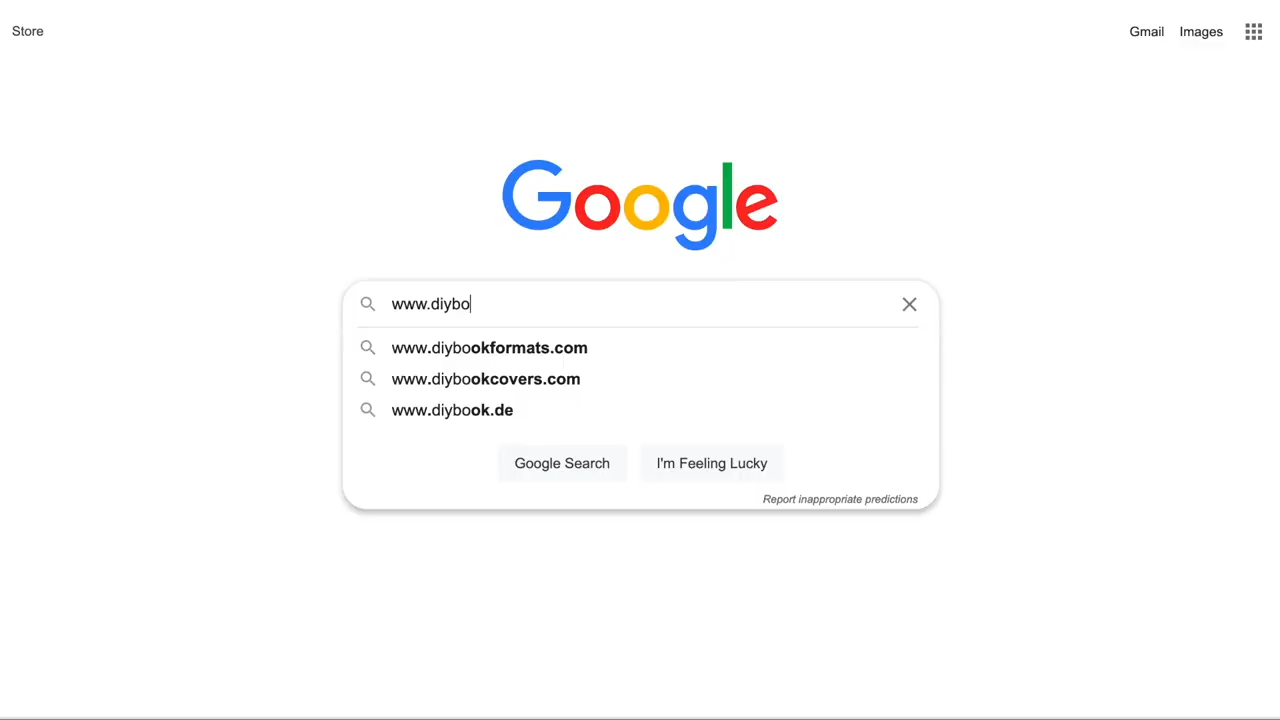 Store
Gmail Images
Google
www.diybo
www.diybookformats.com
www.diybookcovers.com
www.diybook.de
Google Search I'm Feeling Lucky
Report inappropriate predictions